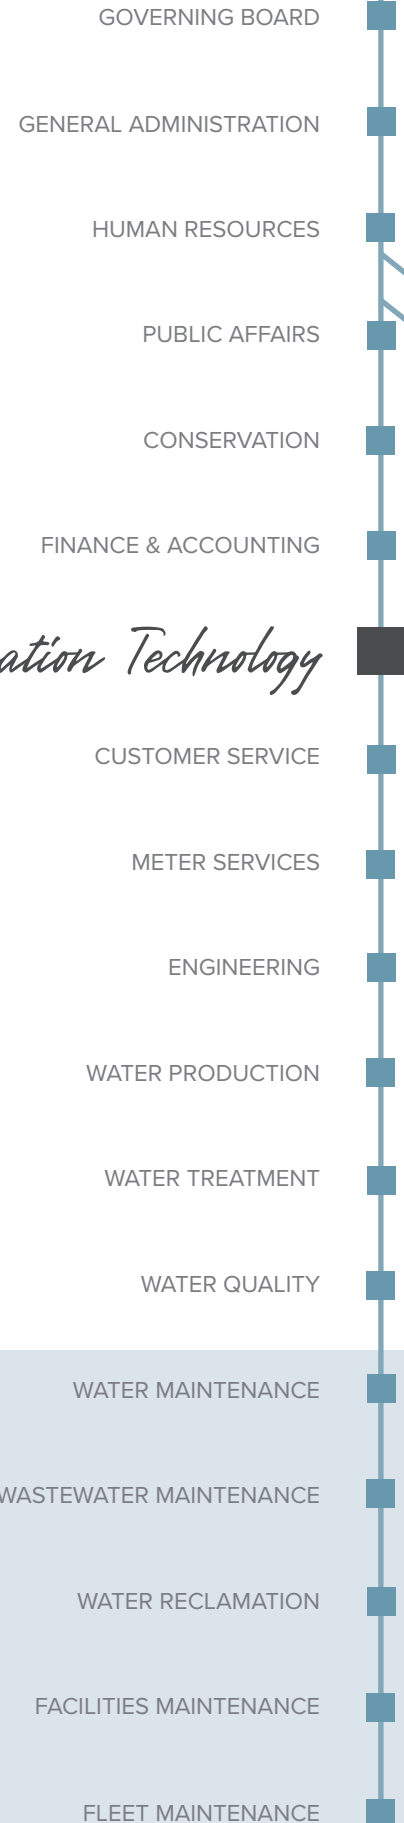 GOVERNING BOARD
GENERAL ADMINISTRATION
HUMAN RESOURCES
PUBLIC AFFAIRS
CONSERVATION
FINANCE & ACCOUNTING
ation Technology
CUSTOMER SERVICE
METER SERVICES
ENGINEERING
WATER PRODUCTION
WATER TREATMENT
WATER QUALITY
WATER MAINTENANCE
WASTEWATER MAINTENANCE
WATER RECLAMATION
FACILITIES MAINTENANCE
FLEET MAINTENANCE